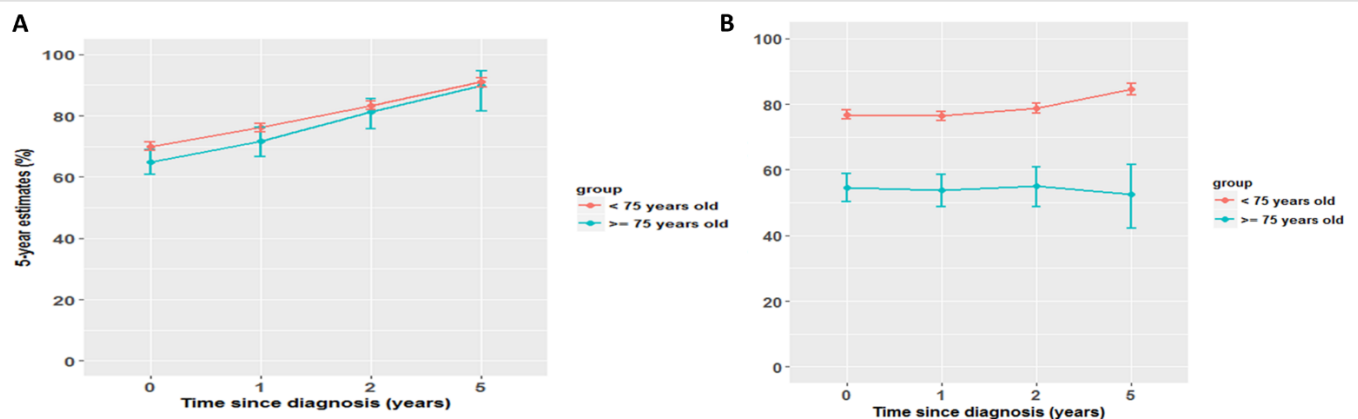 A
5-year estimates (%)
100
80
60
40
20
0
0 1 2 5
Time since diagnosis (years)
group
< 75 years old
>= 75 years old
B
100
80
60
40
20
0
0 1 2 5
Time since diagnosis (years)
group
< 75 years old
>= 75 years old